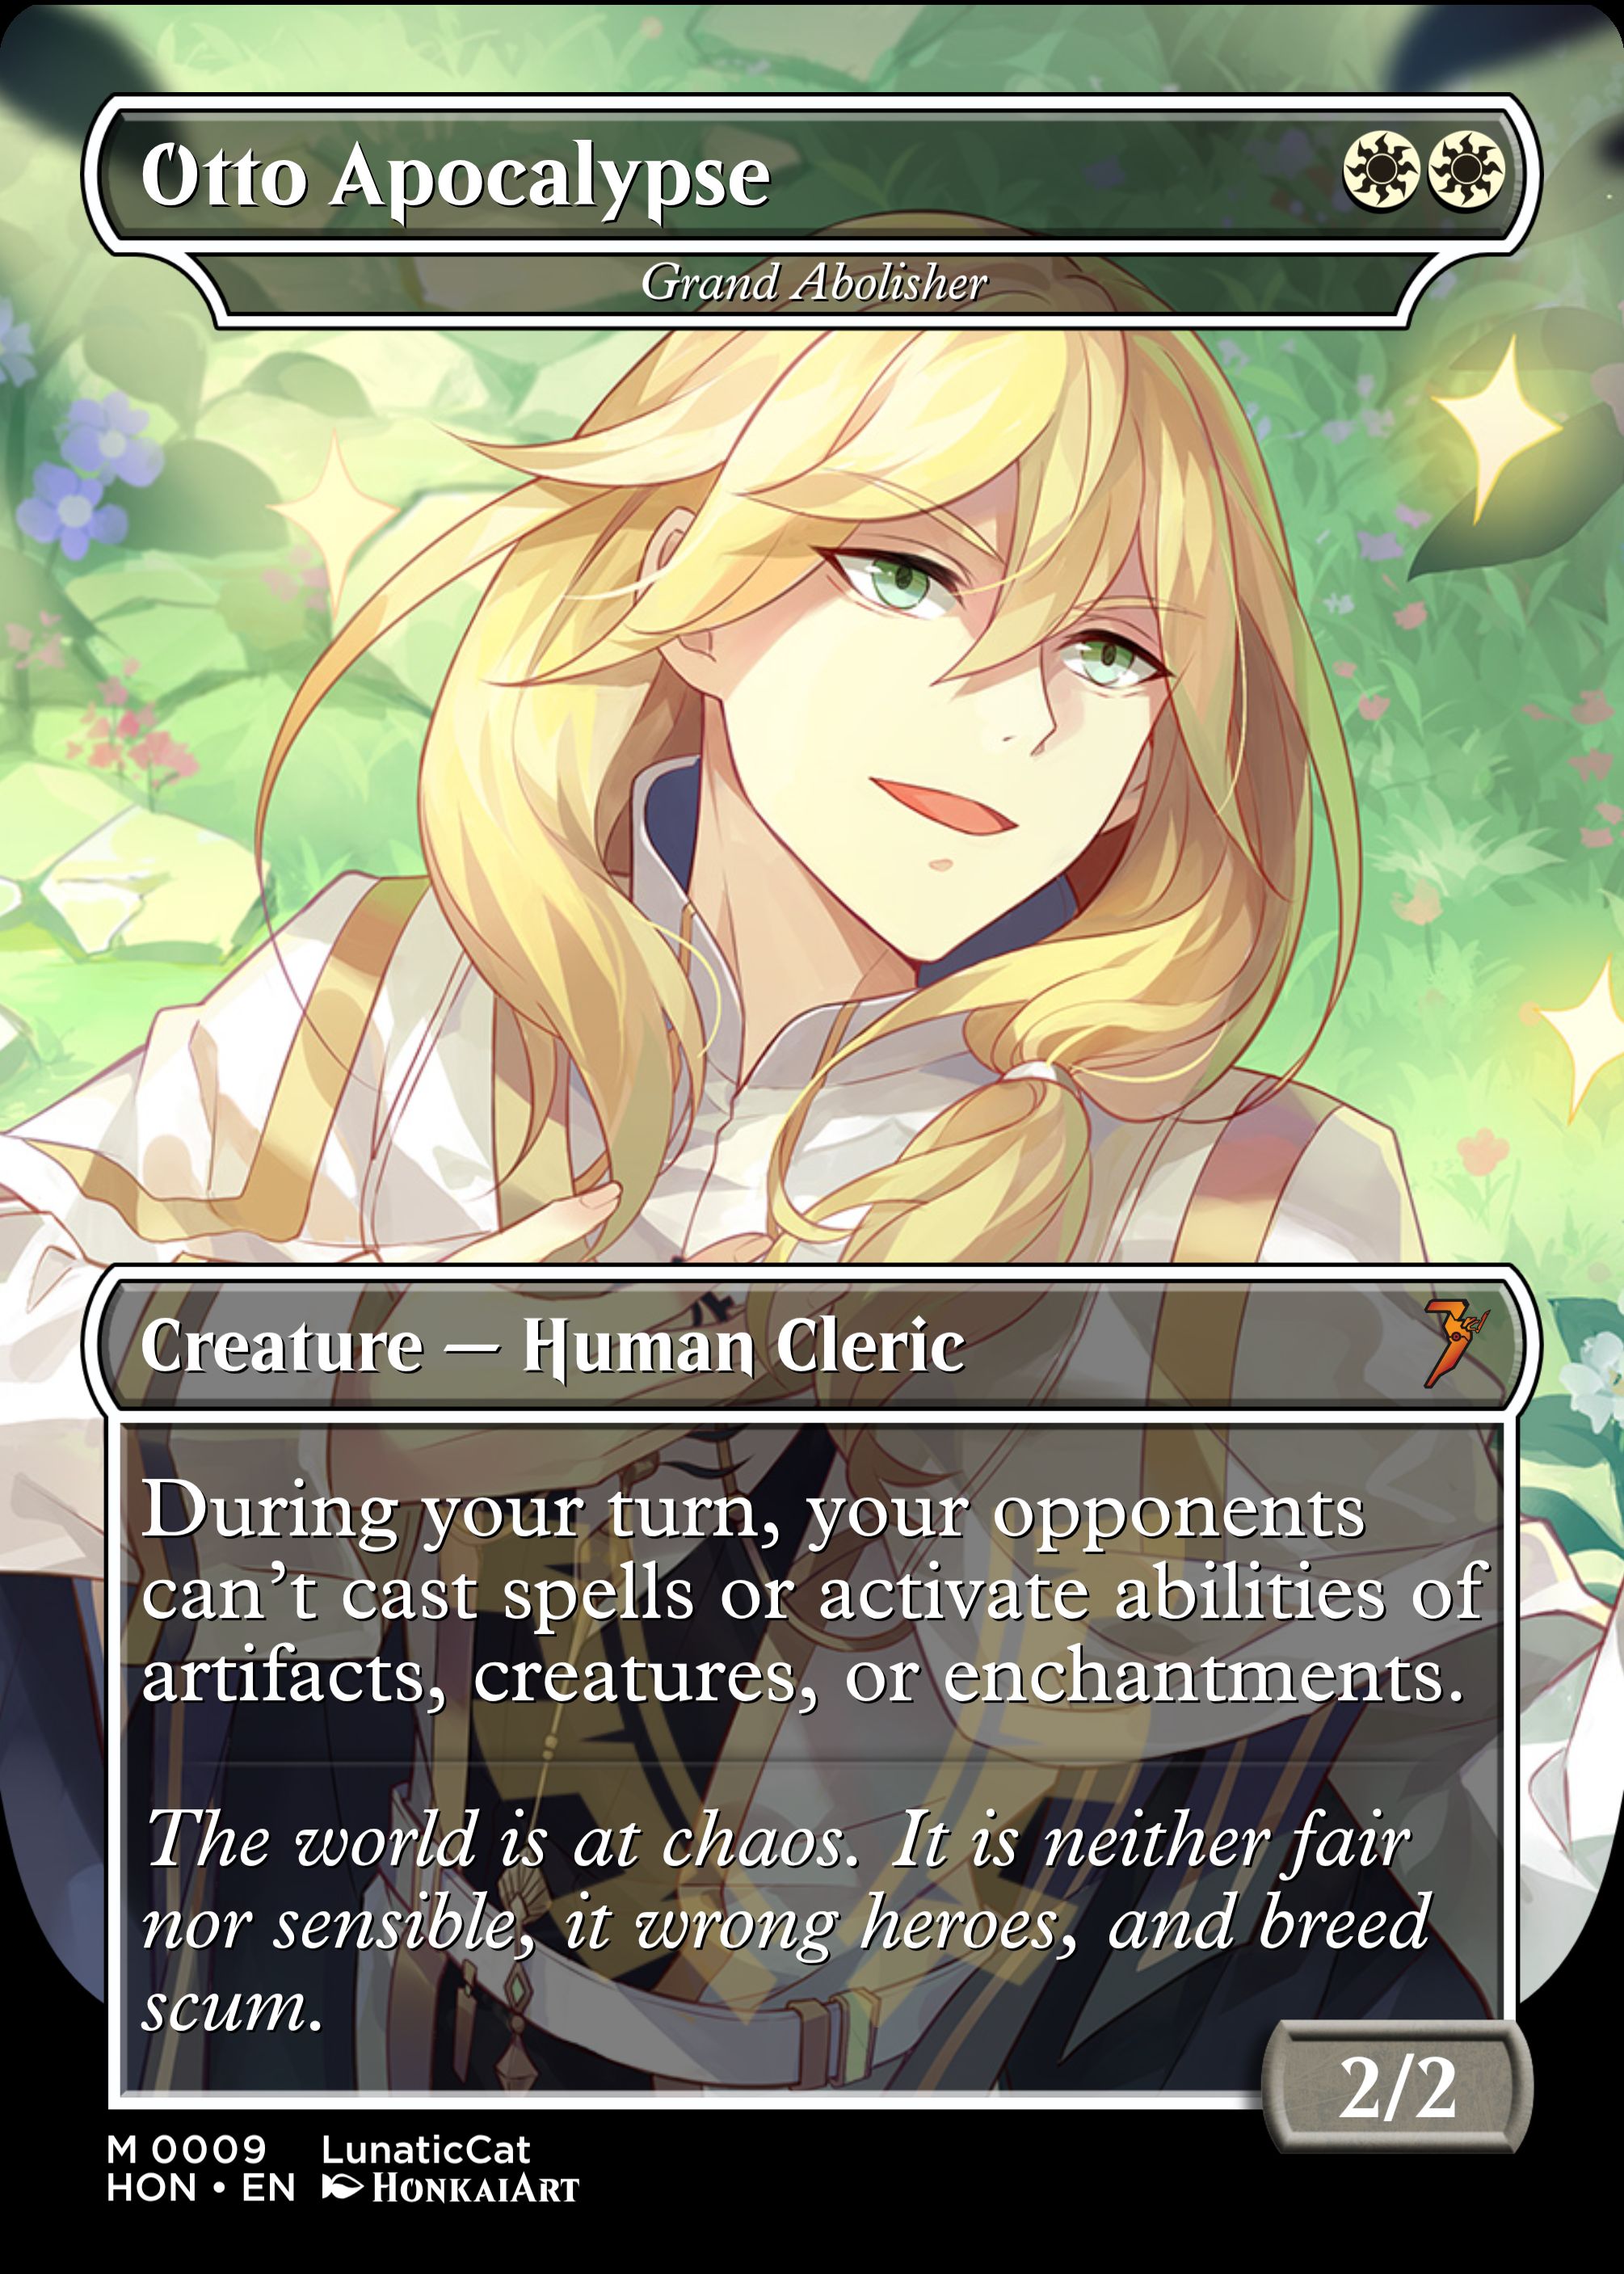 Otto Apocalypse
Grand Abolisher
Creature — Human Cleric
During your turn, your opponents
can’t cast spells or activate abilities of
artifacts, creatures, or enchantments.
The world is at chaos. It is neither fair
nor sensible, it wrong heroes, and breed
scum.
2/2
M 0009 LunaticCat
HON • EN HONKAIART